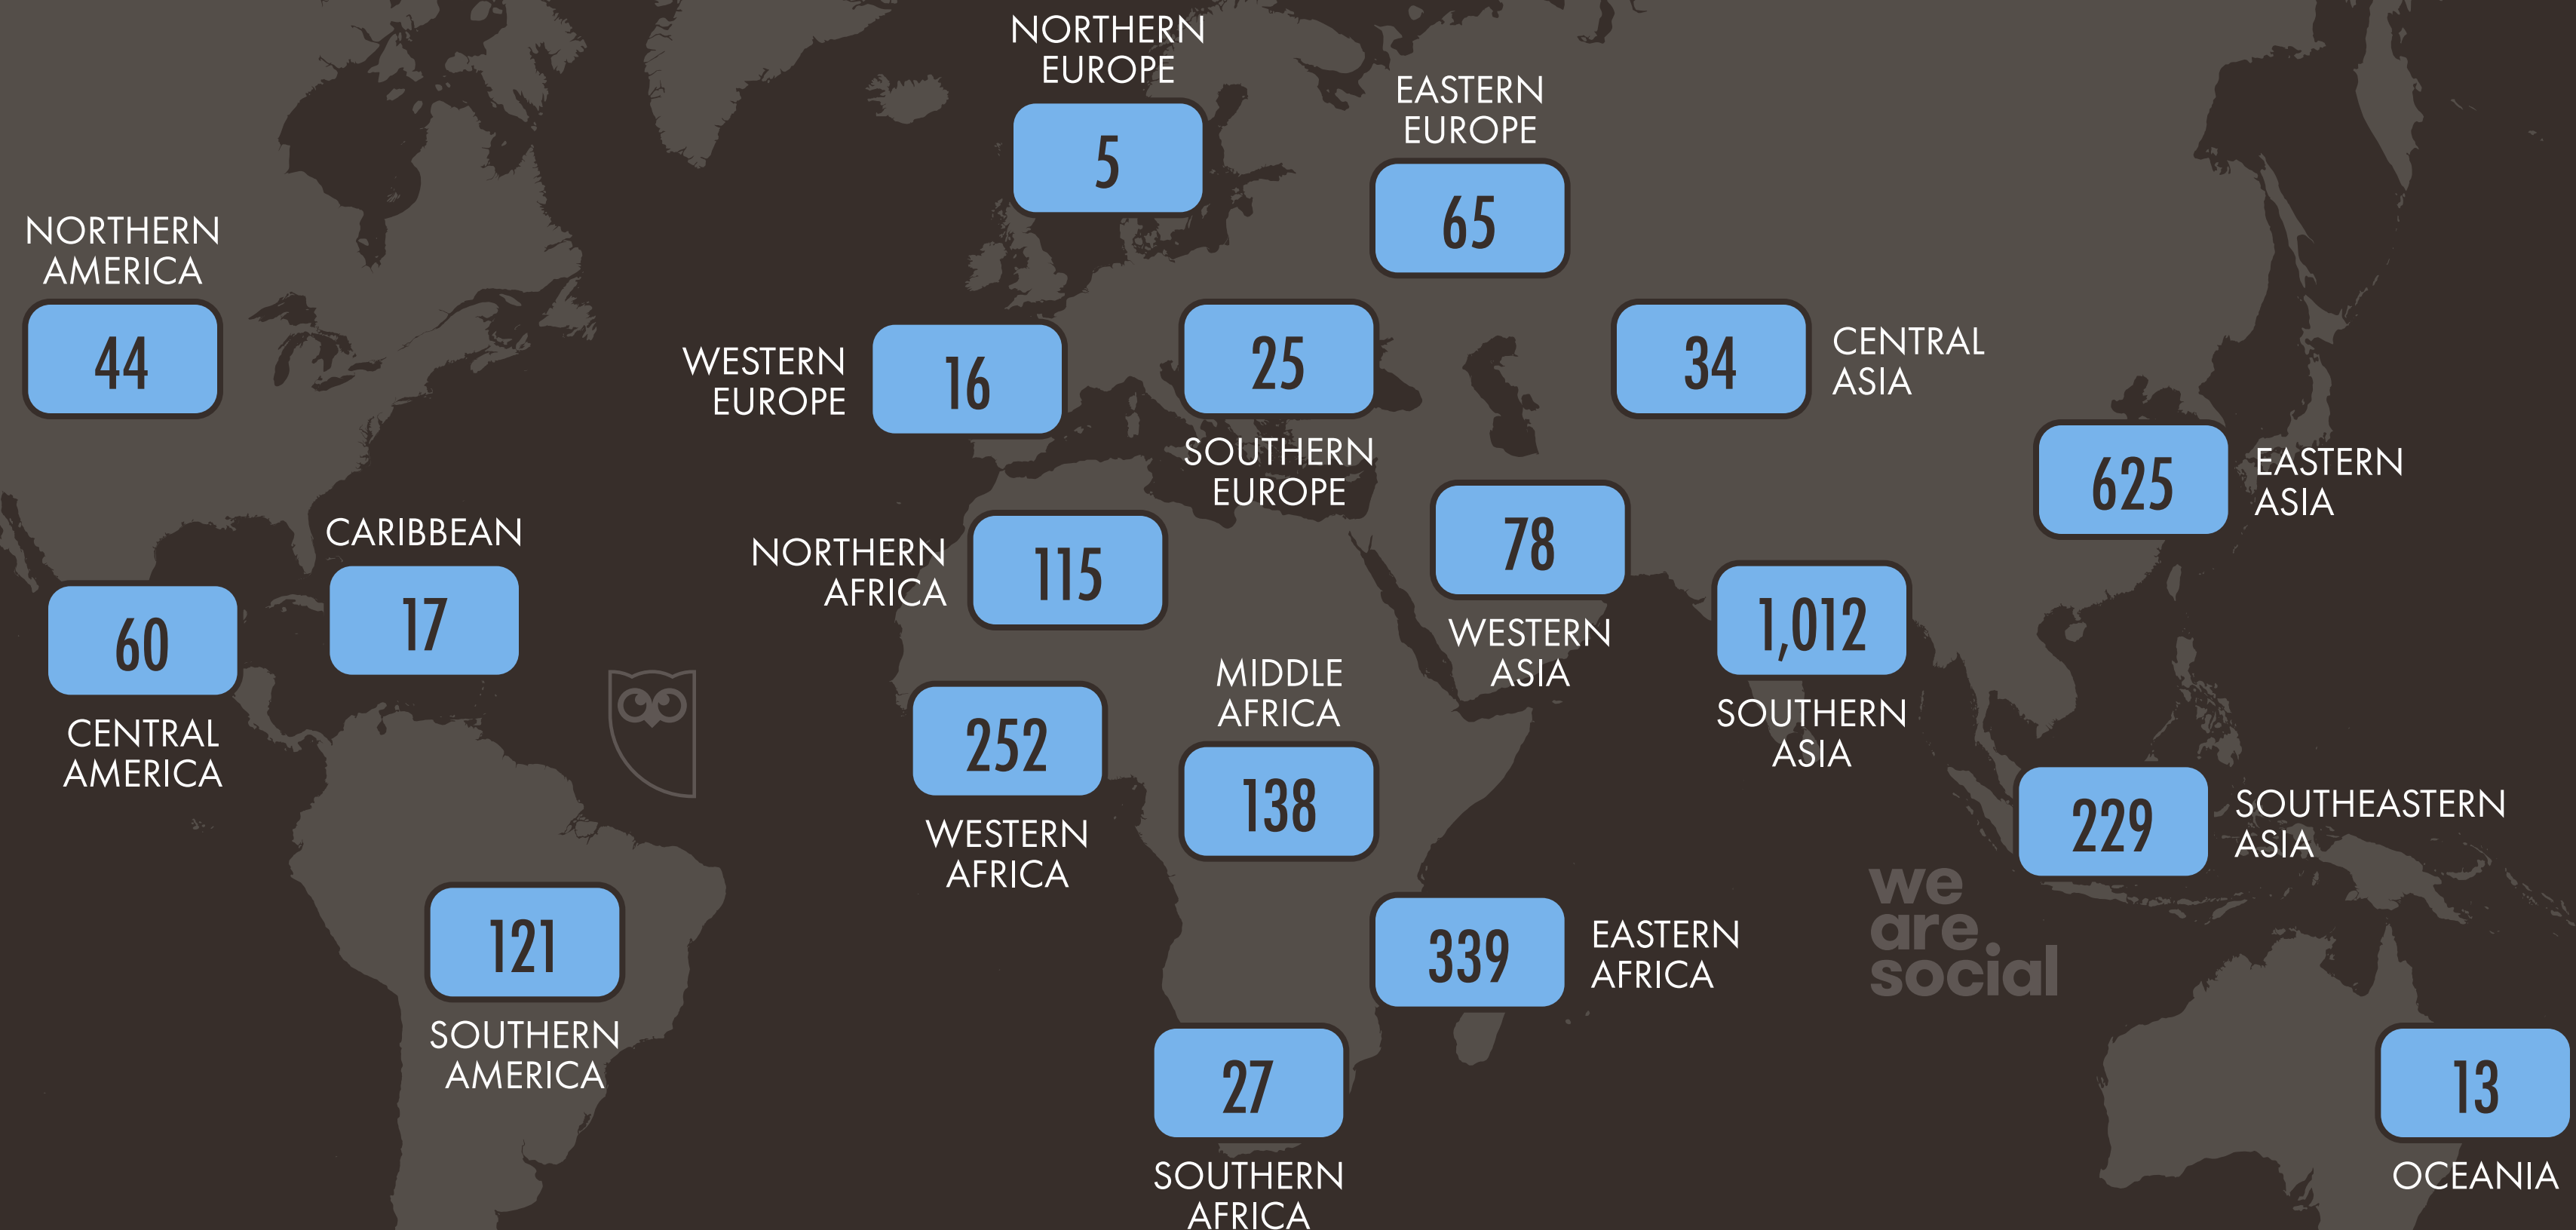 NORTHERN
EUROPE
5
EASTERN
EUROPE
65
NORTHERN
AMERICA
44
WESTERN
EUROPE
16
25
SOUTHERN
EUROPE
34
CENTRAL
ASIA
625
EASTERN
ASIA
CARIBBEAN
17
60
CENTRAL
AMERICA
NORTHERN
AFRICA
115
78
WESTERN
ASIA
1,012
SOUTHERN
ASIA
252
WESTERN
AFRICA
MIDDLE
AFRICA
138
229
SOUTHEASTERN
ASIA
121
SOUTHERN
AMERICA
339
EASTERN
AFRICA
we
are
social
27
SOUTHERN
AFRICA
13
OCEANIA